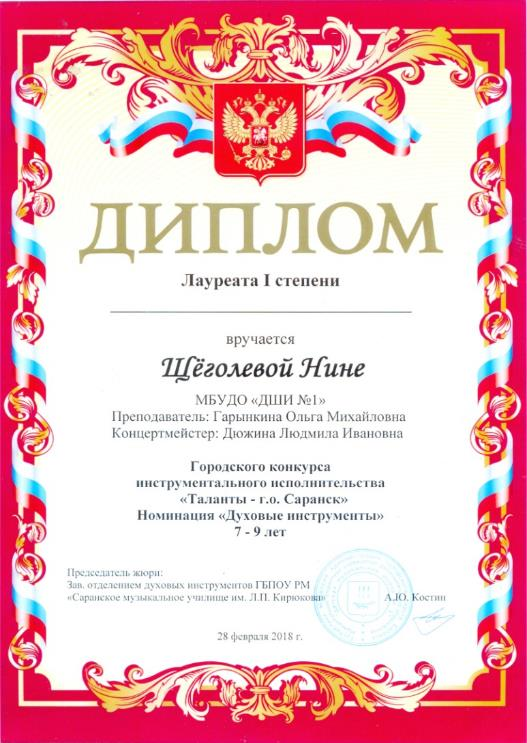 ДИПЛОМ
Лауреата I степени
вручается
Щёголевой Нине
МБУДО «ДШИ №1»
Преподаватель: Гарынкина Ольга Михайловна
Концертмейстер: Дюжина Людмила Ивановна
Городского конкурса
инструментального исполнительства
«Таланты - г.о. Саранск»
Номинация «Духовые инструменты»
7 - 9 лет
Председатель жюри:
Зав. отделением духовых инструментов ГБПОУ РМ
«Саранское музыкальное училище им. Л.П. Кирюкова» А.Ю. Костин
28 февраля 2018 г.